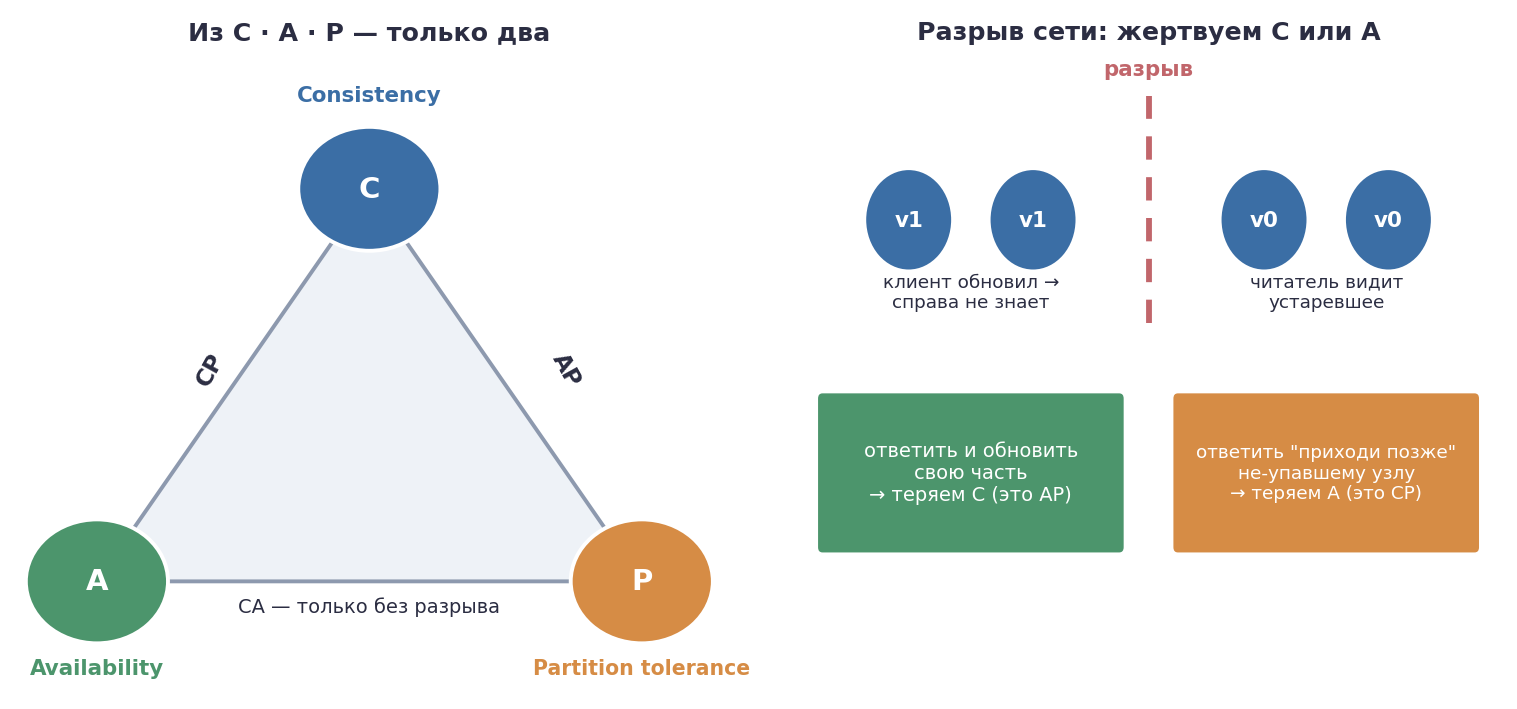 Из C · A · P — только два
Consistency
C
CP
AP
A
P
CA — только без разрыва
Availability
Partition tolerance
Разрыв сети: жертвуем C или A
разрыв
v1
v1
v0
v0
клиент обновил →
справа не знает
читатель видит
устаревшее
ответить и обновить
свою часть
→ теряем C (это AP)
ответить "приходи позже"
не-упавшему узлу
→ теряем A (это CP)